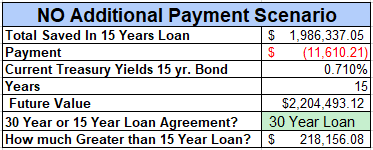 NO Additional Payment Scenario
Total Saved In 15 Years Loan $ 1,986,337.05
Payment $ (11,610.21)
Current Treasury Yields 15 yr. Bond 0.710%
Years 15
Future Value $2,204,493.12
30 Year or 15 Year Loan Agreement? 30 Year Loan
How much Greater than 15 Year Loan? $ 218,156.08